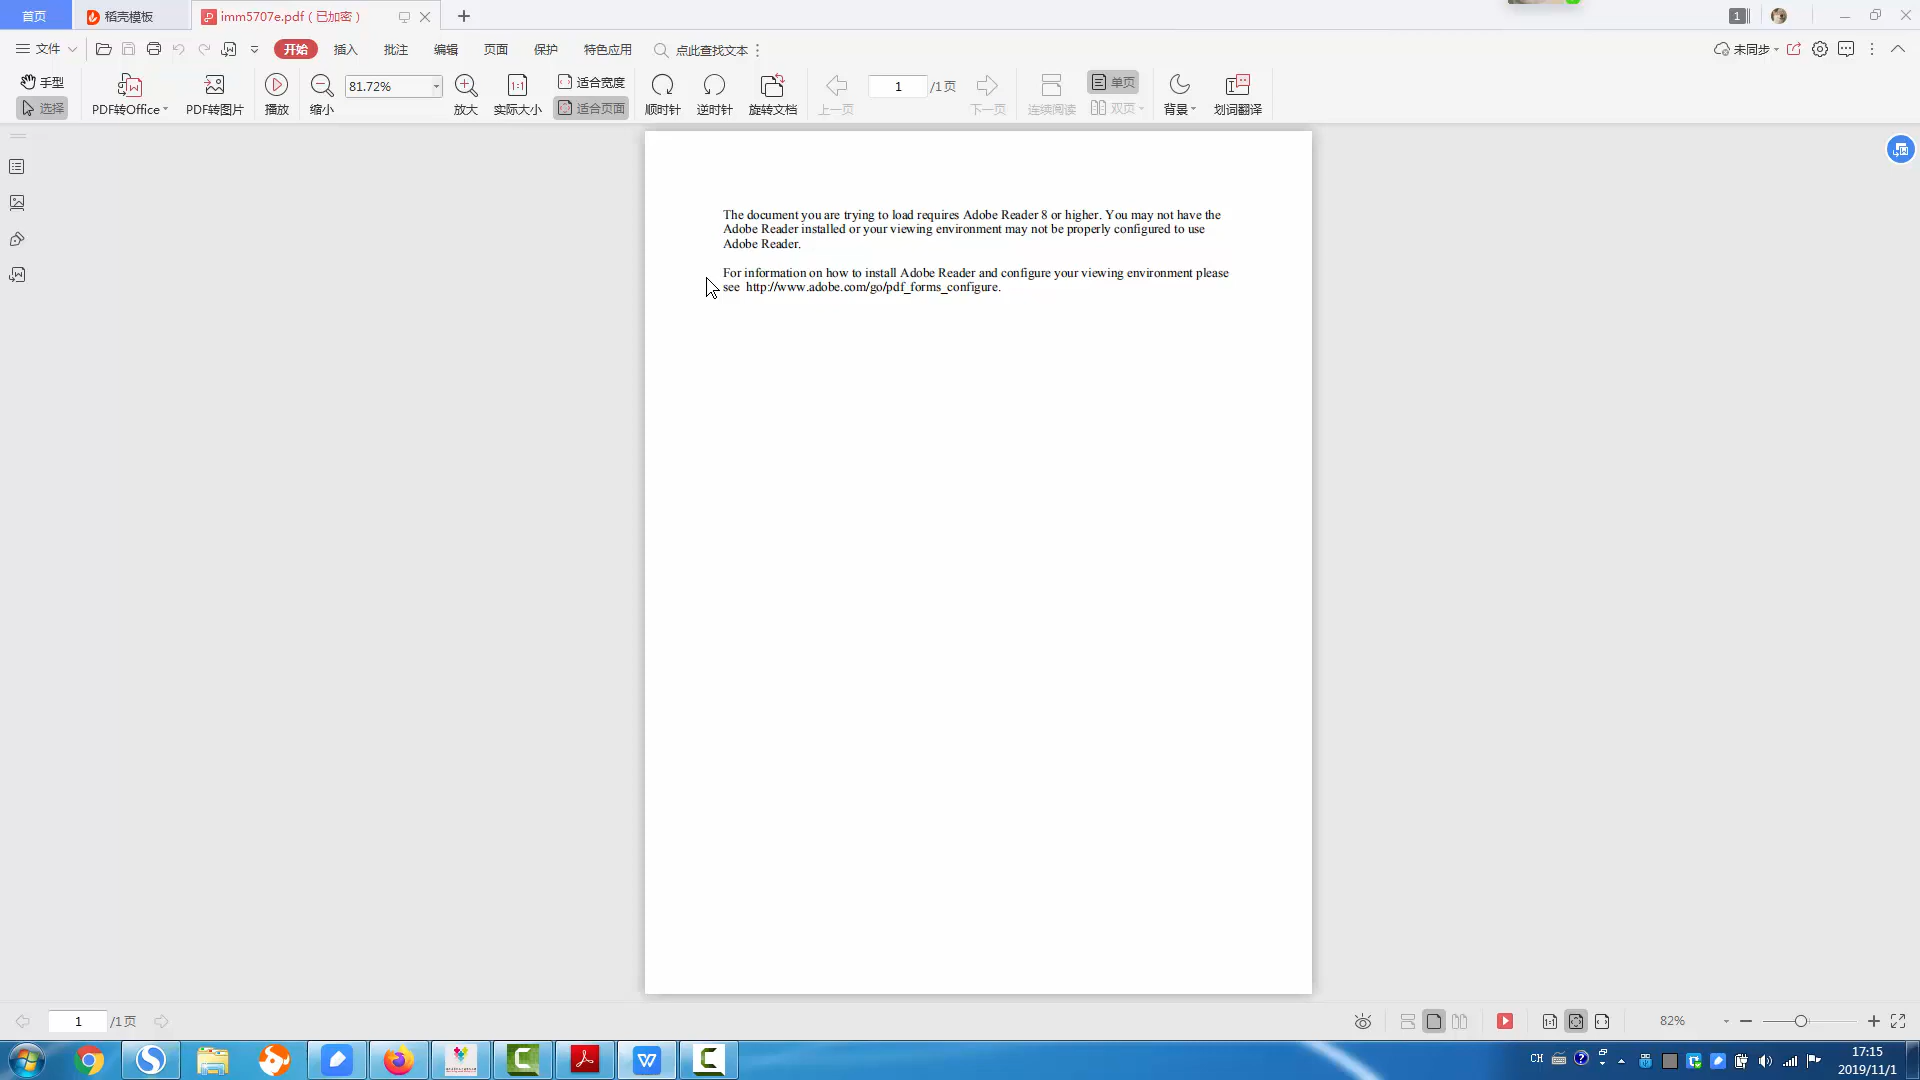 首页
稻壳模板
imm5707e.pdf（已加密）
1
文件
开始
插入
批注
编辑
页面
保护
特色应用
点此查找文本
未同步
手型
选择
PDF转Office
PDF转图片
播放
缩小
81.72%
放大
1:1
实际大小
适合宽度
适合页面
顺时针
逆时针
旋转文档
上一页
1
/1页
下一页
连续阅读
单页
双页
背景
划词翻译
The document you are trying to load requires Adobe Reader 8 or higher. You may not have the
Adobe Reader installed or your viewing environment may not be properly configured to use
Adobe Reader.
For information on how to install Adobe Reader and configure your viewing environment please
see http://www.adobe.com/go/pdf_forms_configure.
1
/1页
1:1
82%
CH
17:15
2019/11/1